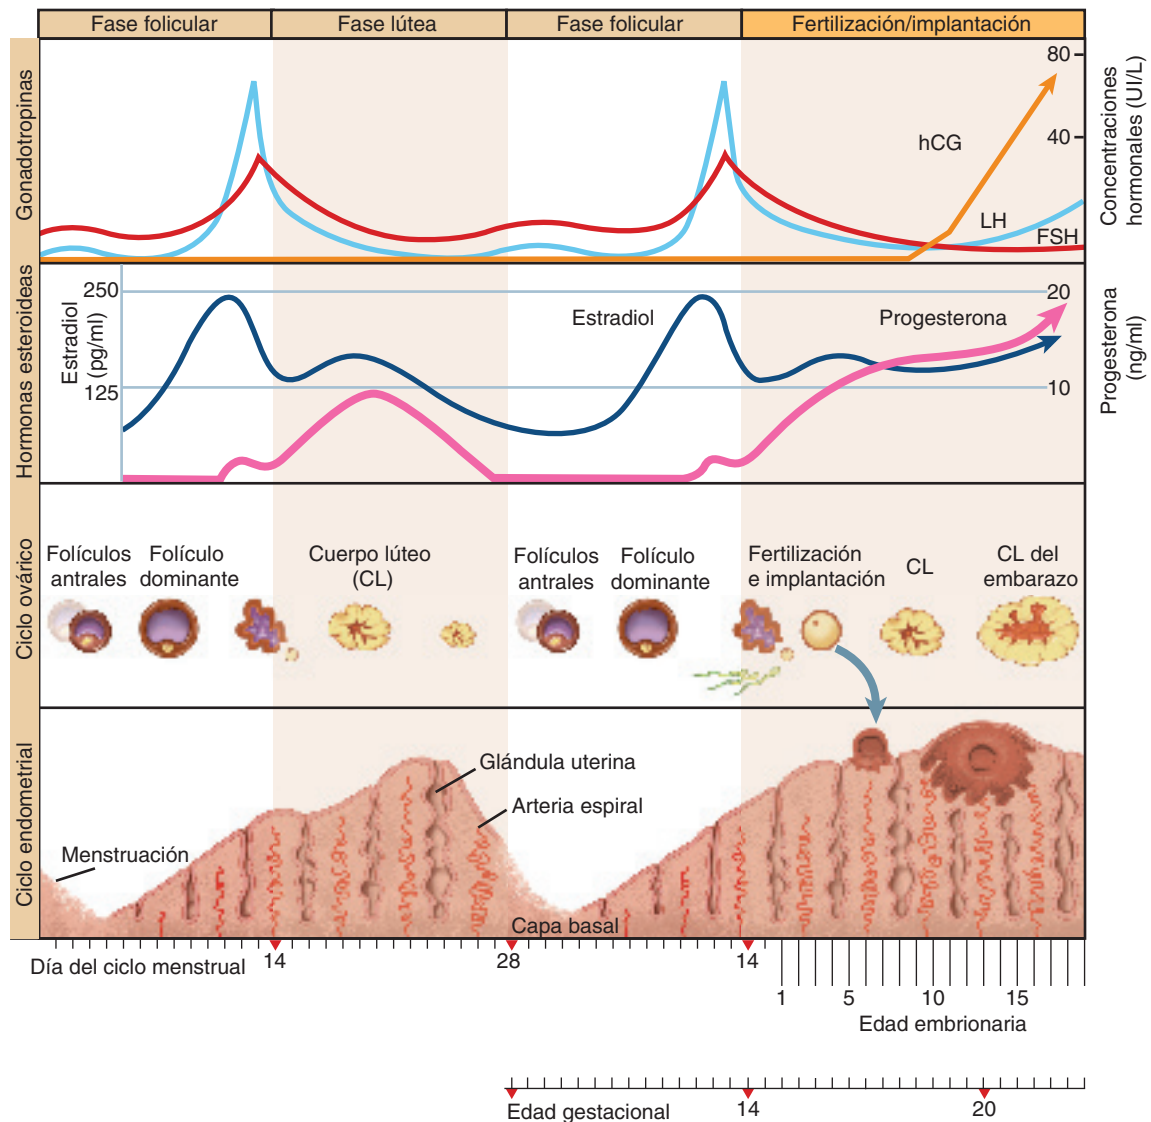 Fase folicular
Fase lútea
Fase folicular
Fertilización/implantación
Gonadotropinas
80
40
hCG
LH
FSH
Concentraciones
hormonales (UI/L)
Hormonas esteroideas
Estradiol
(pg/ml)
250
125
Estradiol
Progesterona
20
10
Progesterona
(ng/ml)
Ciclo ovárico
Folículos
antrales
Folículo
dominante
Cuerpo lúteo
(CL)
Folículos
antrales
Folículo
dominante
Fertilización
e implantación
CL
CL del
embarazo
Ciclo endometrial
Menstruación
Glándula uterina
Arteria espiral
Capa basal
Día del ciclo menstrual
14
28
14
1
5
10
15
Edad embrionaria
Edad gestacional
14
20